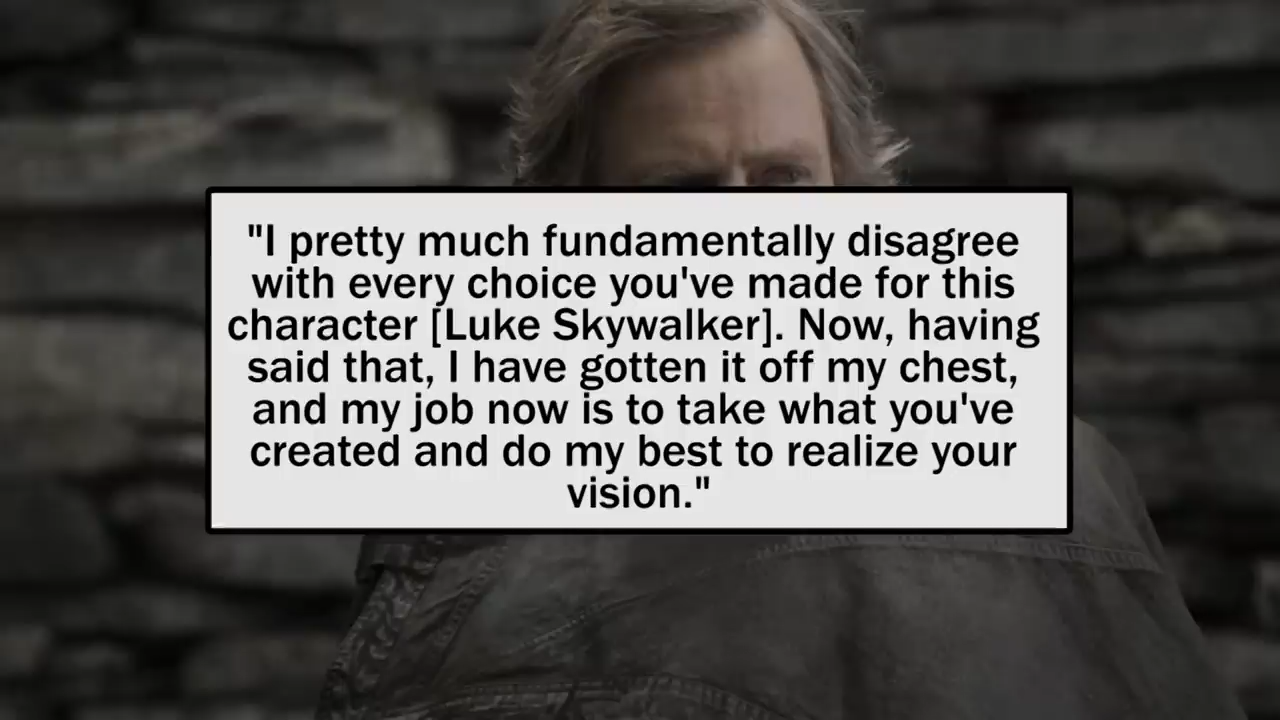 "I pretty much fundamentally disagree
with every choice you've made for this
character [Luke Skywalker]. Now, having
said that, I have gotten it off my chest,
and my job now is to take what you've
created and do my best to realize your
vision."